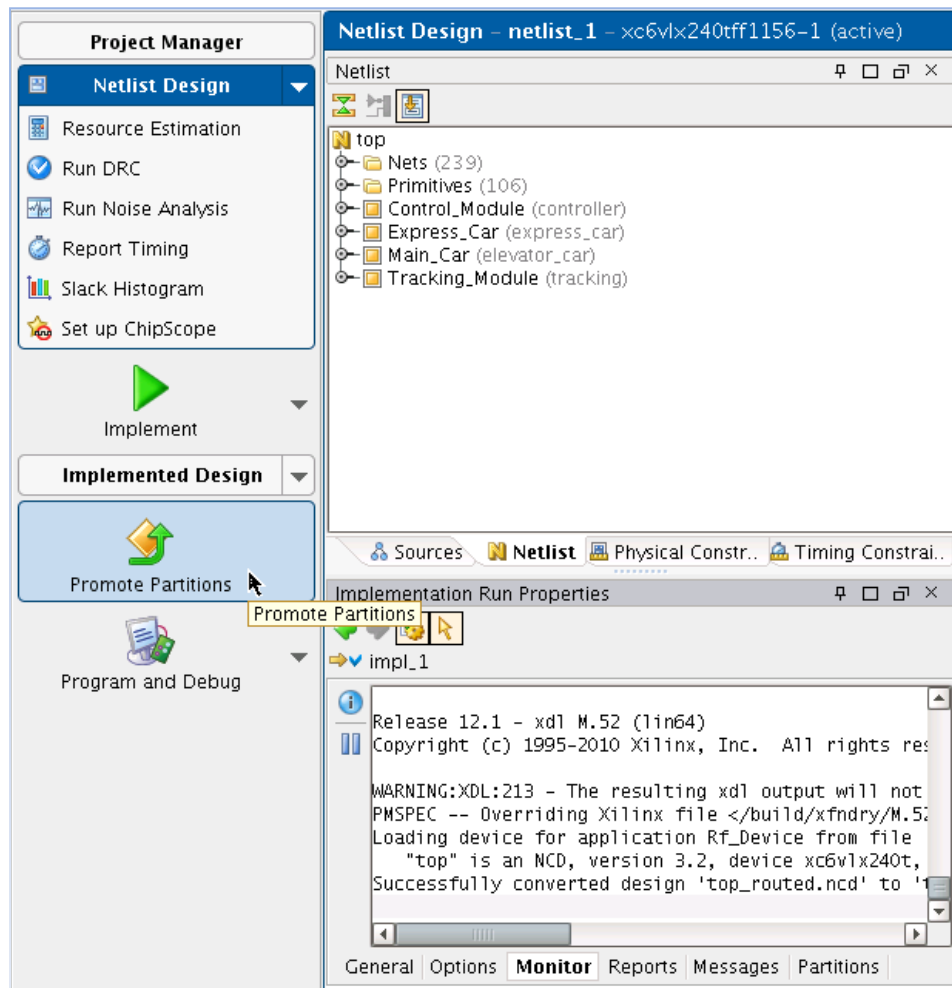 Project Manager
Netlist Design
Resource Estimation
Run DRC
Run Noise Analysis
Report Timing
Slack Histogram
Set up ChipScope
Implement
Implemented Design
Promote Partitions
Promote Partitions
Program and Debug
Netlist Design – netlist_1 – xc6vlx240tff1156–1 (active)
Netlist
top
Nets (239)
Primitives (106)
Control_Module (controller)
Express_Car (express_car)
Main_Car (elevator_car)
Tracking_Module (tracking)
Sources Netlist Physical Constr.. Timing Constrai..
Implementation Run Properties
impl_1
Release 12.1 - xdl M.52 (lin64)
Copyright (c) 1995-2010 Xilinx, Inc.  All rights res
WARNING:XDL:213 - The resulting xdl output will not
PMSPEC -- Overriding Xilinx file </build/xfndry/M.52
Loading device for application Rf_Device from file
"top" is an NCD, version 3.2, device xc6vlx240t,
Successfully converted design 'top_routed.ncd' to 't
General Options Monitor Reports Messages Partitions